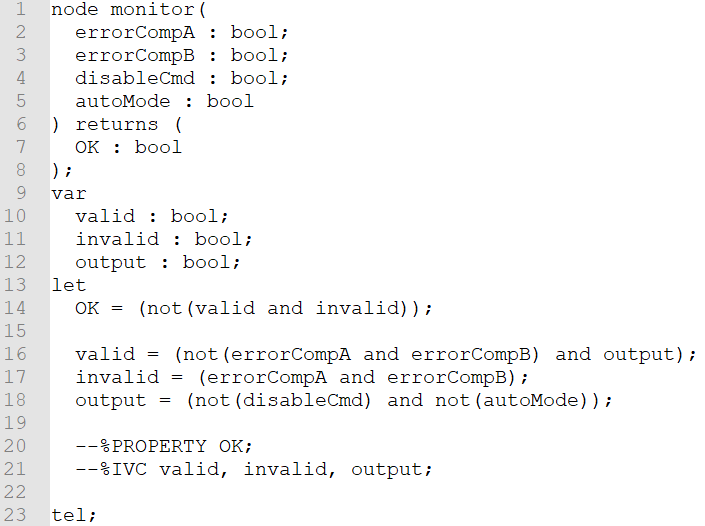 1 node monitor(
2   errorCompA : bool;
3   errorCompB : bool;
4   disableCmd : bool;
5   autoMode : bool
6 ) returns (
7   OK : bool
8 );
9 var
10   valid : bool;
11   invalid : bool;
12   output : bool;
13 let
14   OK = (not(valid and invalid));
15
16   valid = (not(errorCompA and errorCompB) and output);
17   invalid = (errorCompA and errorCompB);
18   output = (not(disableCmd) and not(autoMode));
19
20   --%PROPERTY OK;
21   --%IVC valid, invalid, output;
22
23 tel;